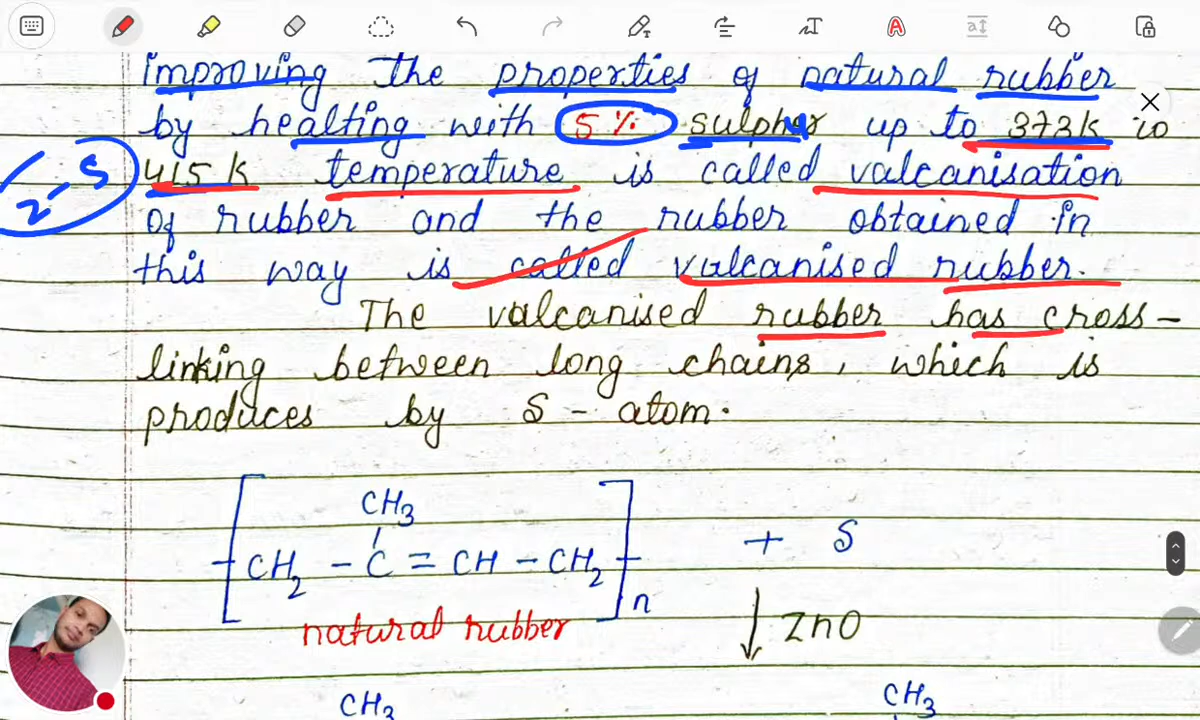 improving the properties of natural rubber
by healting with 5% sulpher up to 373k to
2-5
415 k temperature is called valcanisation
of rubber and the rubber obtained in
this way is called valcanised rubber.
The valcanised rubber has cross-
linking between long chains, which is
produces by S-atom.
CH3
CH2 - C = CH - CH2
n
+ S
natural rubber
ZnO
CH3
CH3